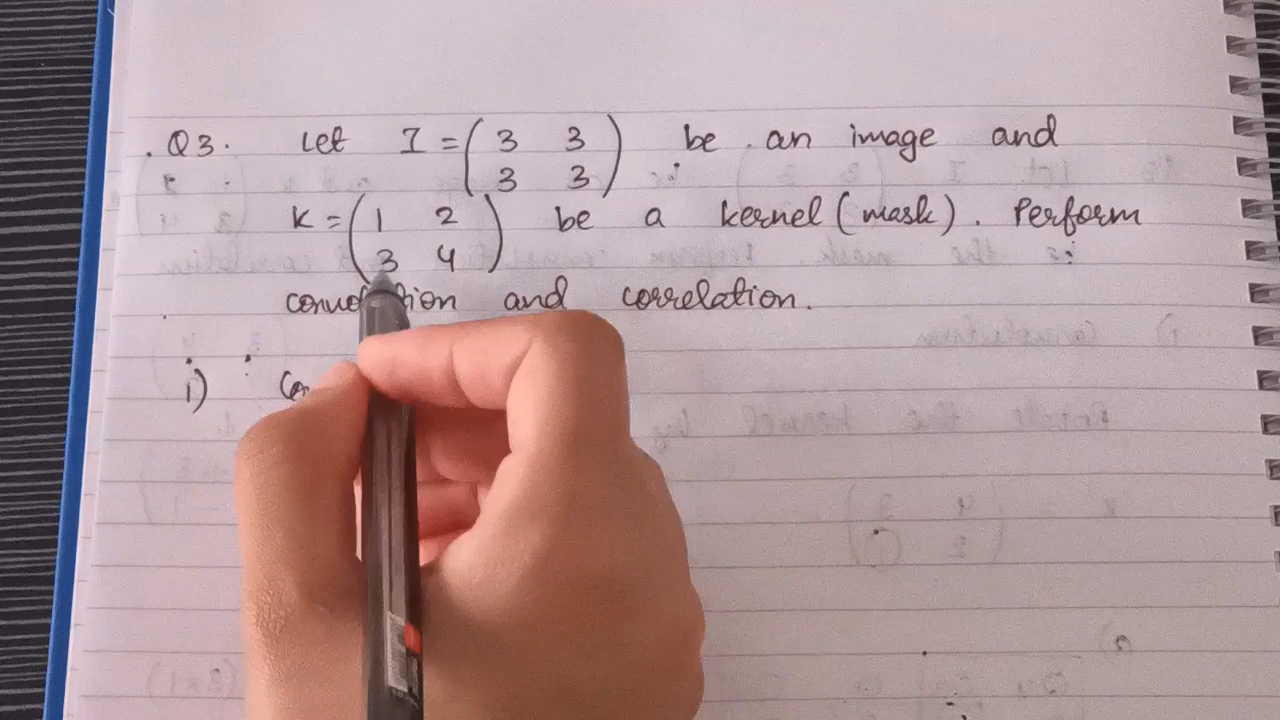 . Q3. Let I = ( 3 3 ) be an image and
3 3
K = ( 1 2 ) be a kernel (mask). Perform
3 4
convolution and correlation.
i)